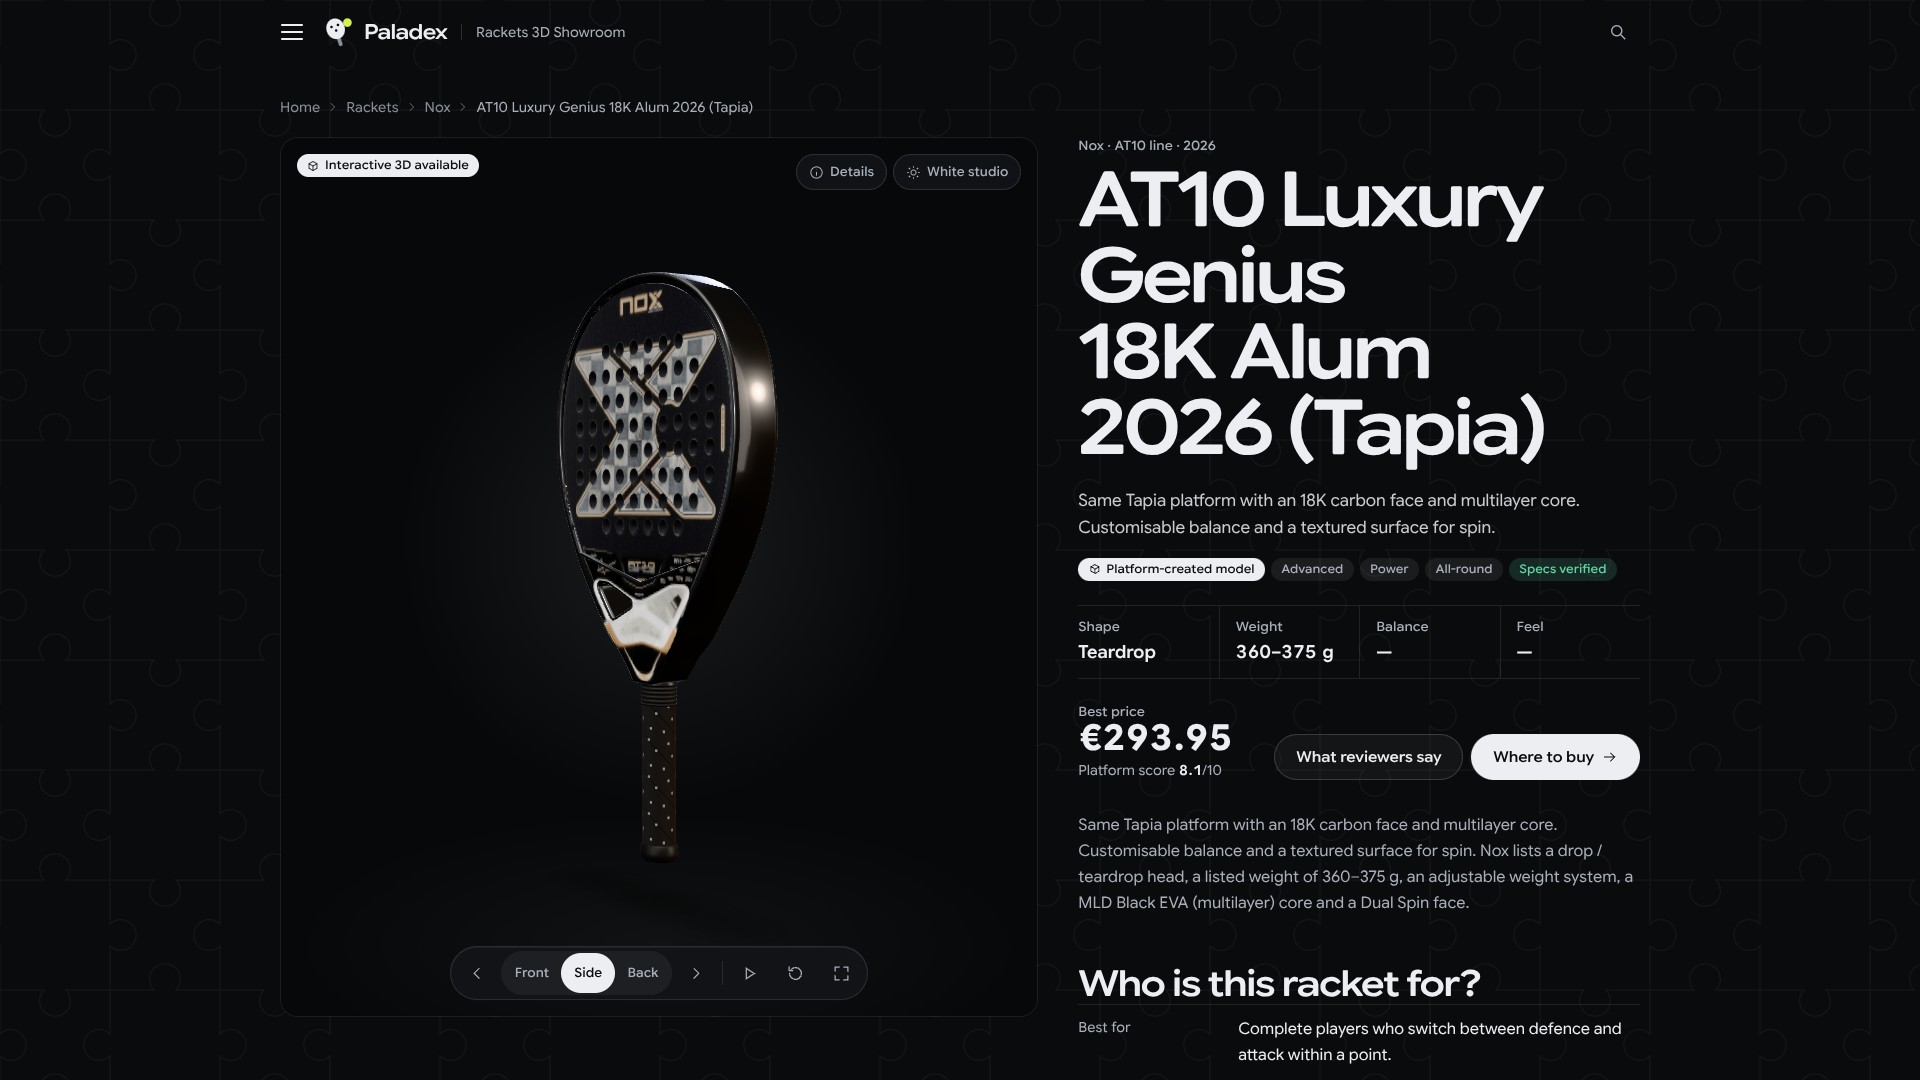 Paladex
Rackets 3D Showroom
Home > Rackets > Nox > AT10 Luxury Genius 18K Alum 2026 (Tapia)
Interactive 3D available
Details
White studio
nox
AT10
Front
Side
Back
Nox · AT10 line · 2026
AT10 Luxury
Genius
18K Alum
2026 (Tapia)
Same Tapia platform with an 18K carbon face and multilayer core.
Customisable balance and a textured surface for spin.
Platform-created model
Advanced
Power
All-round
Specs verified
Shape
Teardrop
Weight
360–375 g
Balance
—
Feel
—
Best price
€293.95
Platform score 8.1/10
What reviewers say
Where to buy →
Same Tapia platform with an 18K carbon face and multilayer core.
Customisable balance and a textured surface for spin. Nox lists a drop /
teardrop head, a listed weight of 360–375 g, an adjustable weight system, a
MLD Black EVA (multilayer) core and a Dual Spin face.
Who is this racket for?
Best for
Complete players who switch between defence and
attack within a point.